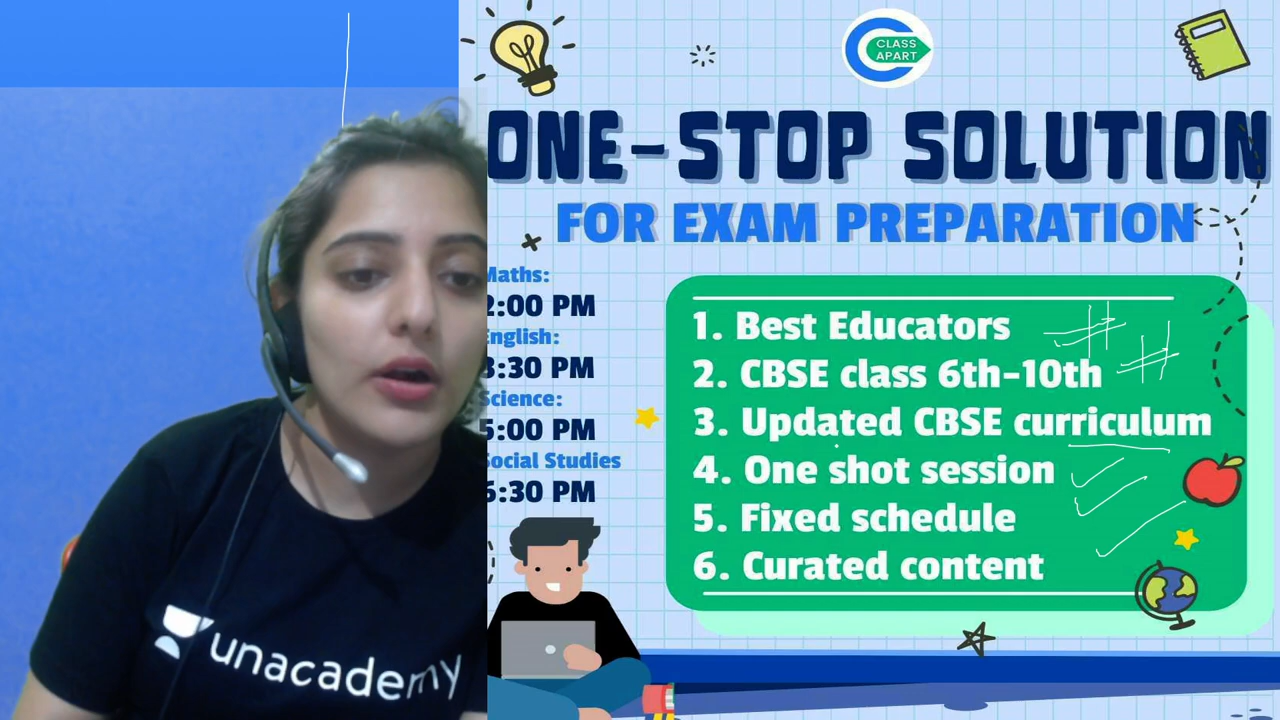 CLASS
APART
ONE-STOP SOLUTION
FOR EXAM PREPARATION
Maths:
2:00 PM
English:
3:30 PM
Science:
5:00 PM
Social Studies
6:30 PM
1. Best Educators
2. CBSE class 6th-10th
3. Updated CBSE curriculum
4. One shot session
5. Fixed schedule
6. Curated content
unacademy